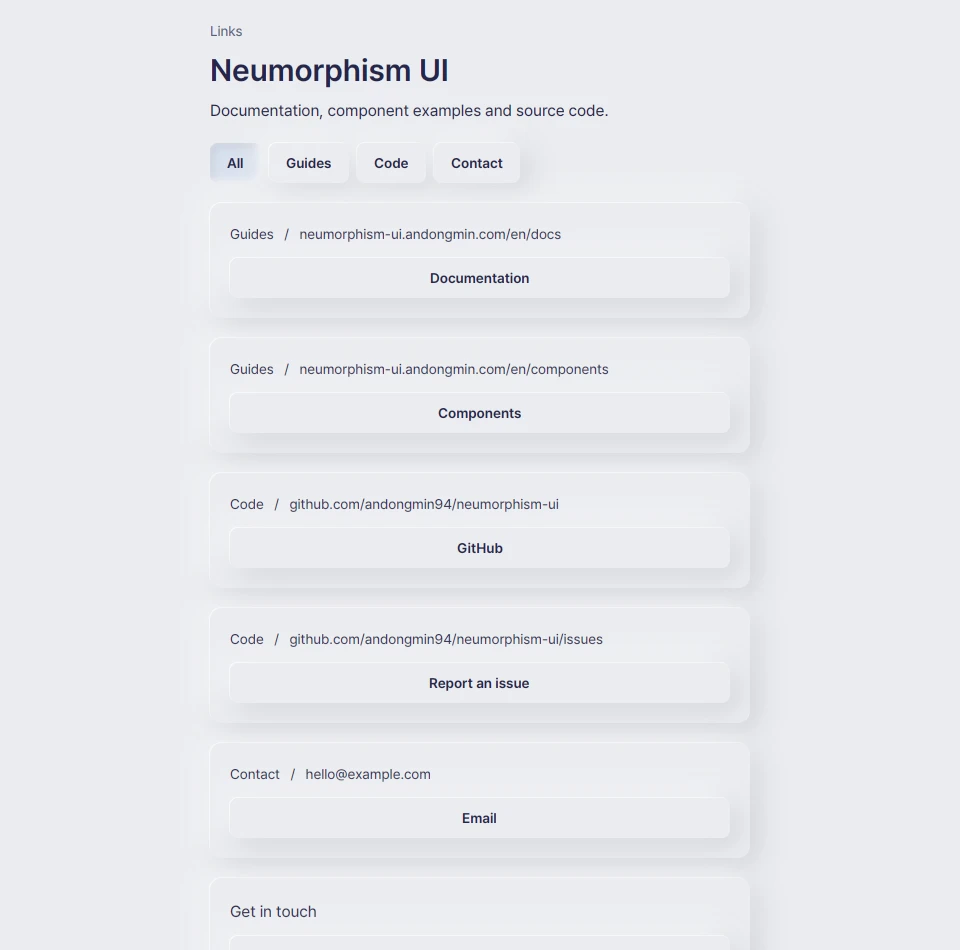 Links
Neumorphism UI
Documentation, component examples and source code.
All Guides Code Contact
Guides / neumorphism-ui.andongmin.com/en/docs
Documentation
Guides / neumorphism-ui.andongmin.com/en/components
Components
Code / github.com/andongmin94/neumorphism-ui
GitHub
Code / github.com/andongmin94/neumorphism-ui/issues
Report an issue
Contact / hello@example.com
Email
Get in touch